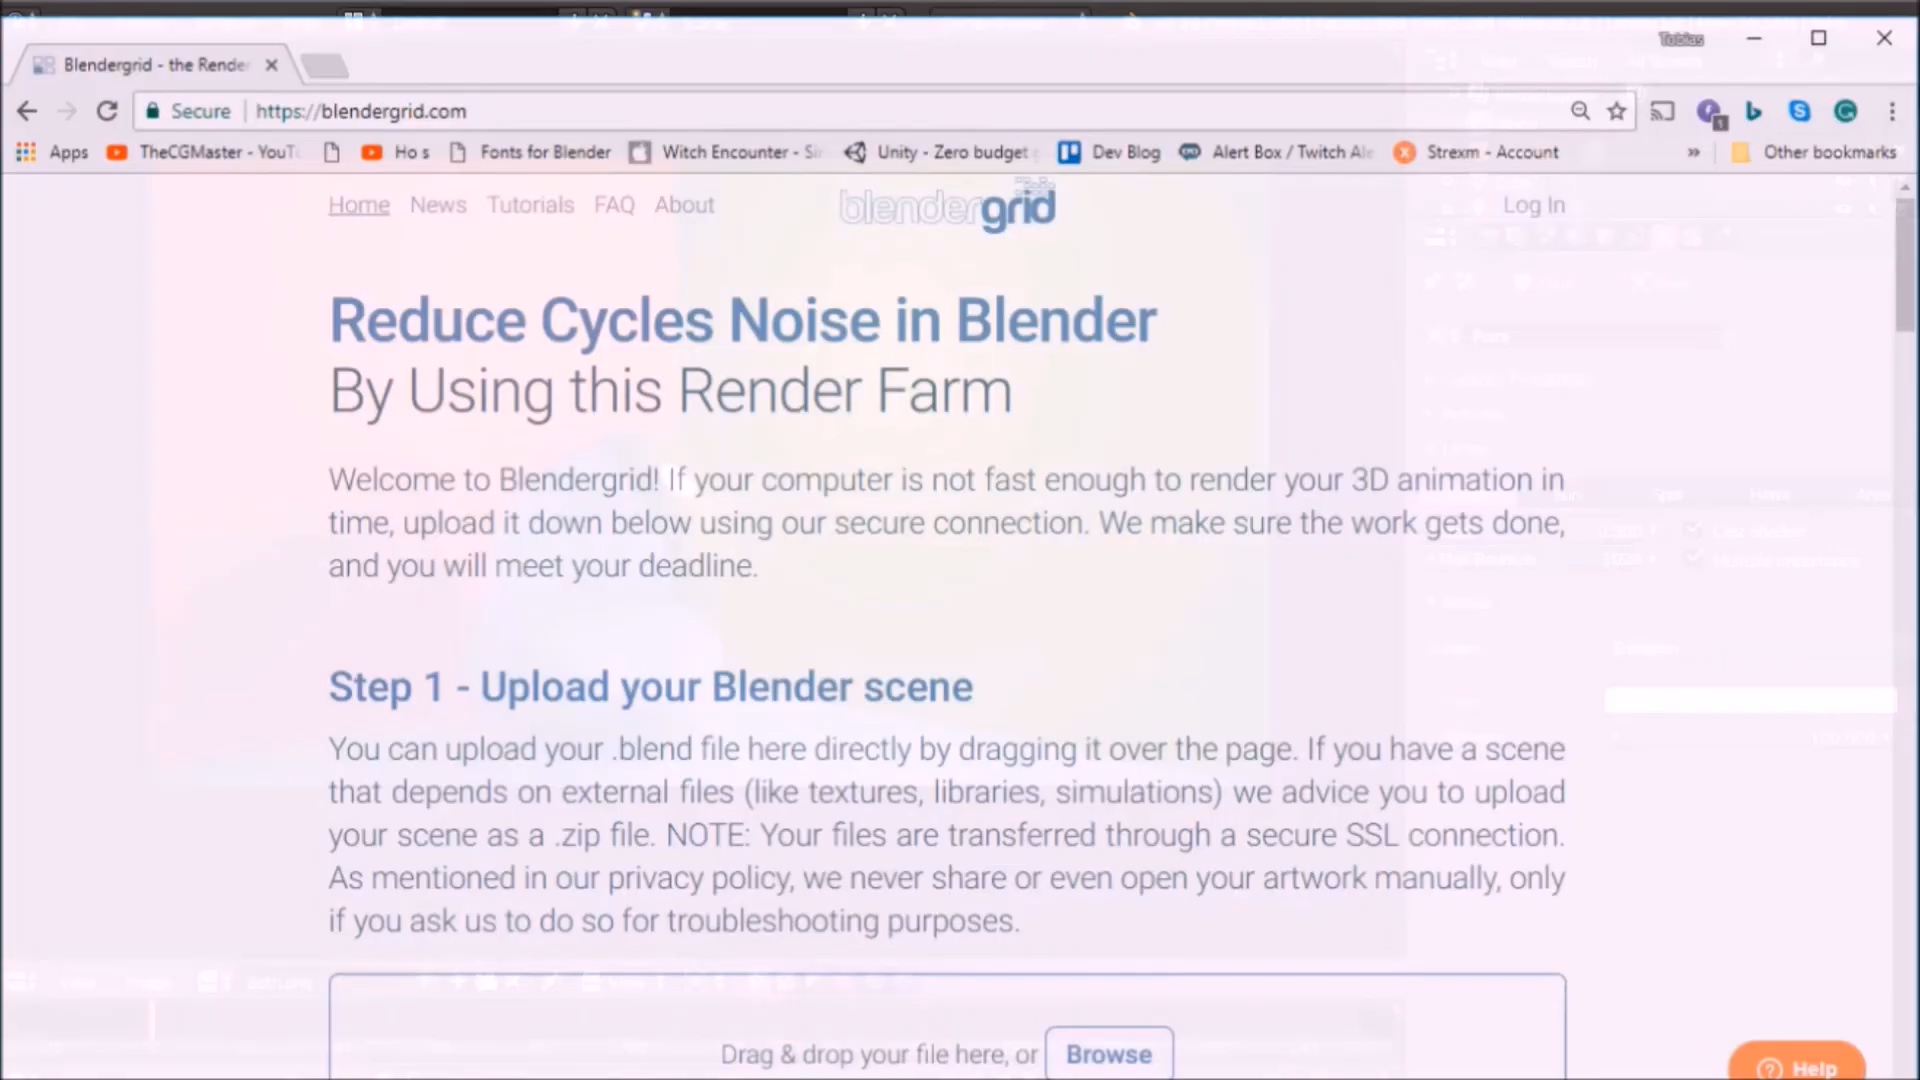 Tobias
Blendergrid - the Render
Secure https://blendergrid.com
Apps TheCGMaster - YouT Ho s Fonts for Blender Witch Encounter - Si Unity - Zero budget Dev Blog Alert Box / Twitch Ale Strexm - Account » Other bookmarks
Home News Tutorials FAQ About blendergrid Log In
Reduce Cycles Noise in Blender
By Using this Render Farm
Welcome to Blendergrid! If your computer is not fast enough to render your 3D animation in
time, upload it down below using our secure connection. We make sure the work gets done,
and you will meet your deadline.
Step 1 - Upload your Blender scene
You can upload your .blend file here directly by dragging it over the page. If you have a scene
that depends on external files (like textures, libraries, simulations) we advice you to upload
your scene as a .zip file. NOTE: Your files are transferred through a secure SSL connection.
As mentioned in our privacy policy, we never share or even open your artwork manually, only
if you ask us to do so for troubleshooting purposes.
Drag & drop your file here, or Browse
Help